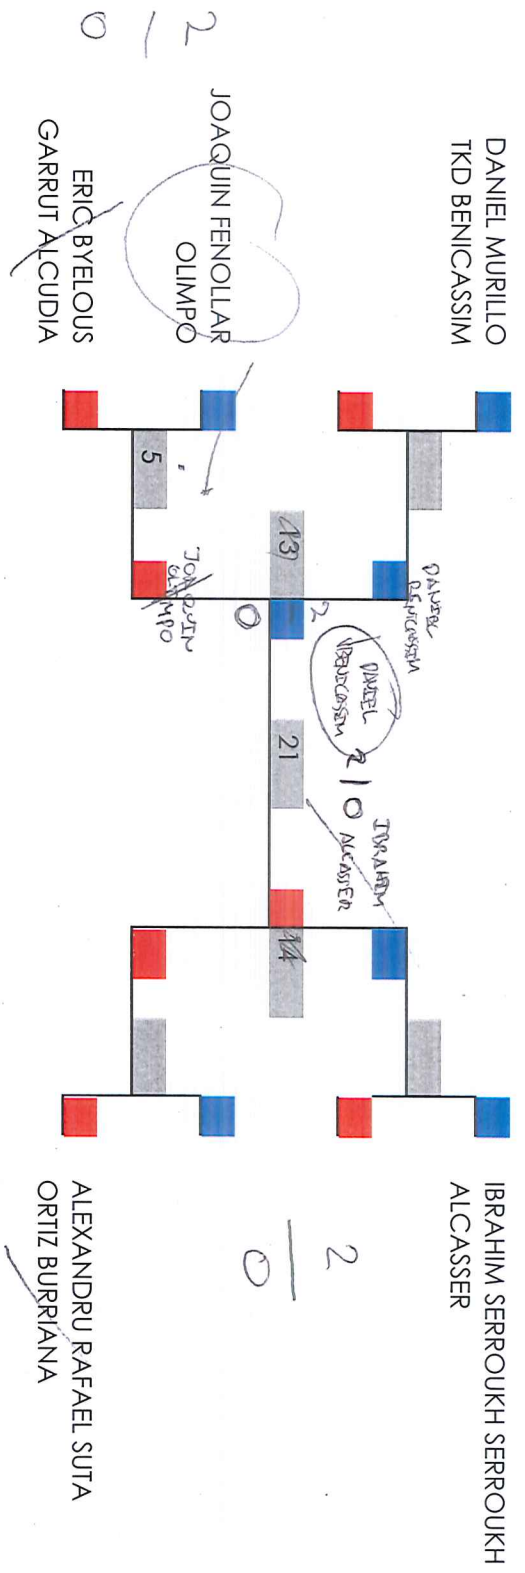 DANIEL MURILLO
TKD BENICASSIM
JOAQUIN FENOLLAR
OLIMPO
ERIC BYELOUS
GARRUT ALCUDIA
2
0
5
DANIEL
BENICASSIM
JOAQUIN
OLIMPO
13
2
0
DANIEL
BENICASSIM
2 / 0
IBRAHIM
ALCASSER
21
14
IBRAHIM SERROUKH SERROUKH
ALCASSER
2
0
ALEXANDRU RAFAEL SUTA
ORTIZ BURRIANA